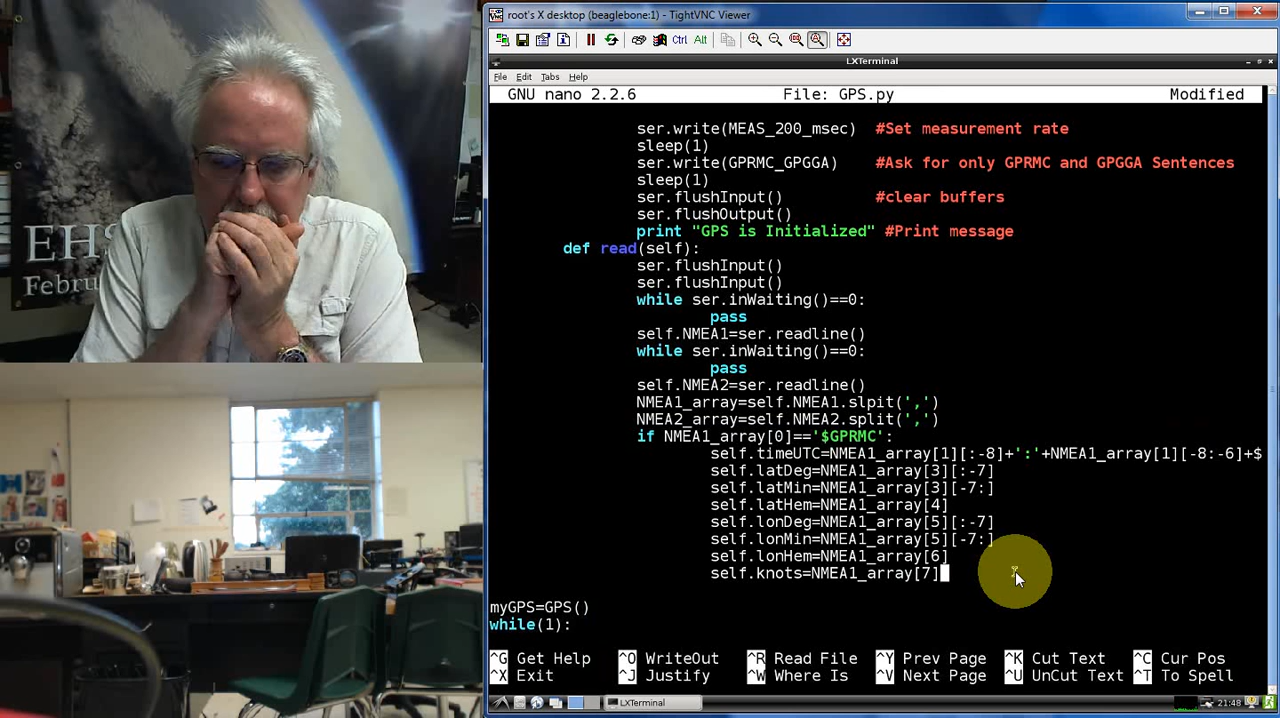 EHS
Febru
root's X desktop (beaglebone:1) - TightVNC Viewer
Ctrl Alt
LXTerminal
File Edit Tabs Help
GNU nano 2.2.6 File: GPS.py Modified
ser.write(MEAS_200_msec) #Set measurement rate
sleep(1)
ser.write(GPRMC_GPGGA) #Ask for only GPRMC and GPGGA Sentences
sleep(1)
ser.flushInput() #clear buffers
ser.flushOutput()
print "GPS is Initialized" #Print message
def read(self):
ser.flushInput()
ser.flushInput()
while ser.inWaiting()==0:
pass
self.NMEA1=ser.readline()
while ser.inWaiting()==0:
pass
self.NMEA2=ser.readline()
NMEA1_array=self.NMEA1.slpit(',')
NMEA2_array=self.NMEA2.split(',')
if NMEA1_array[0]=='$GPRMC':
self.timeUTC=NMEA1_array[1][:-8]+':'+NMEA1_array[1][-8:-6]+$
self.latDeg=NMEA1_array[3][:-7]
self.latMin=NMEA1_array[3][-7:]
self.latHem=NMEA1_array[4]
self.lonDeg=NMEA1_array[5][:-7]
self.lonMin=NMEA1_array[5][-7:]
self.lonHem=NMEA1_array[6]
self.knots=NMEA1_array[7]
myGPS=GPS()
while(1):
^G Get Help ^O WriteOut ^R Read File ^Y Prev Page ^K Cut Text ^C Cur Pos
^X Exit ^J Justify ^W Where Is ^V Next Page ^U UnCut Text ^T To Spell
LXTerminal 21:48